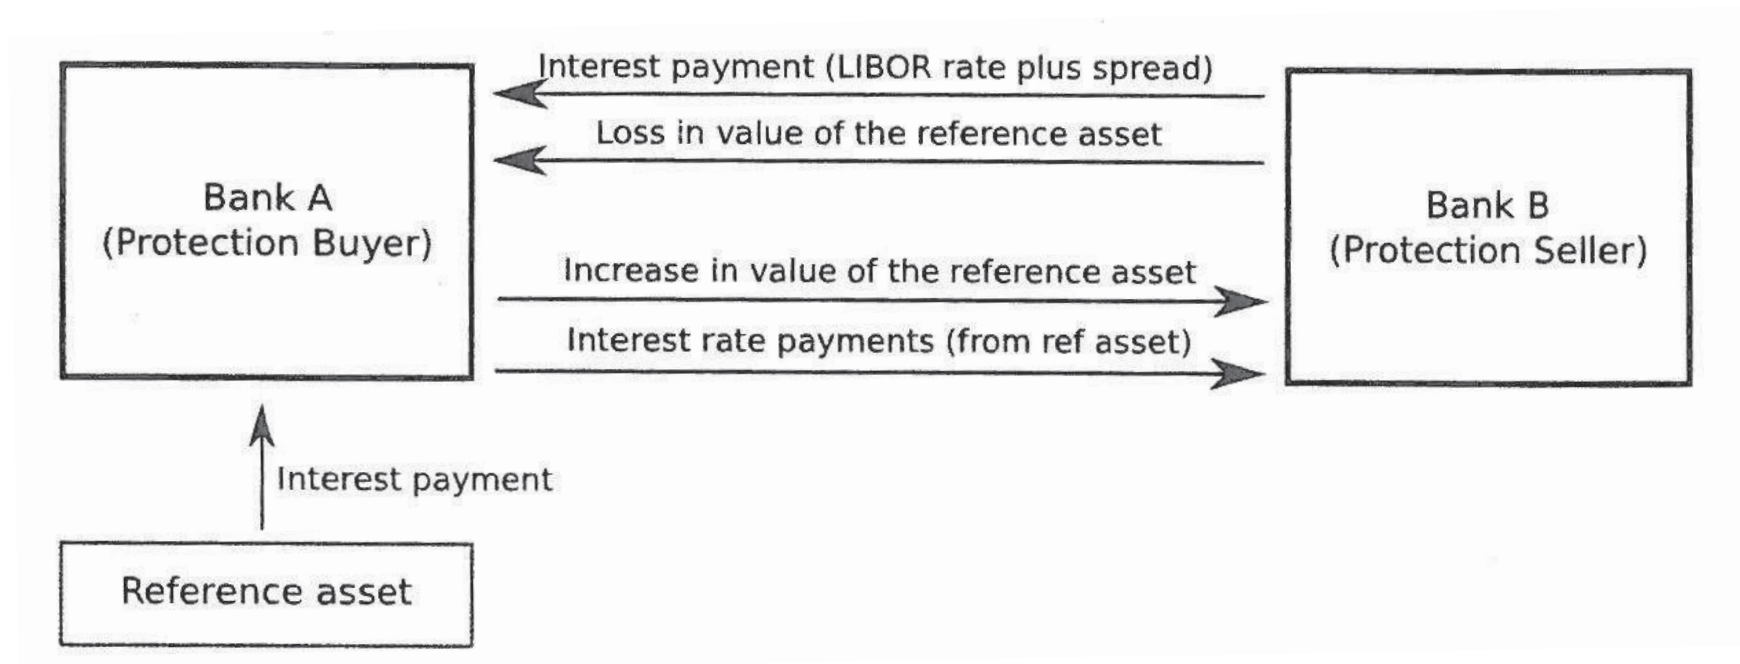 Interest payment (LIBOR rate plus spread)
Loss in value of the reference asset
Bank A
(Protection Buyer)
Bank B
(Protection Seller)
Increase in value of the reference asset
Interest rate payments (from ref asset)
Interest payment
Reference asset